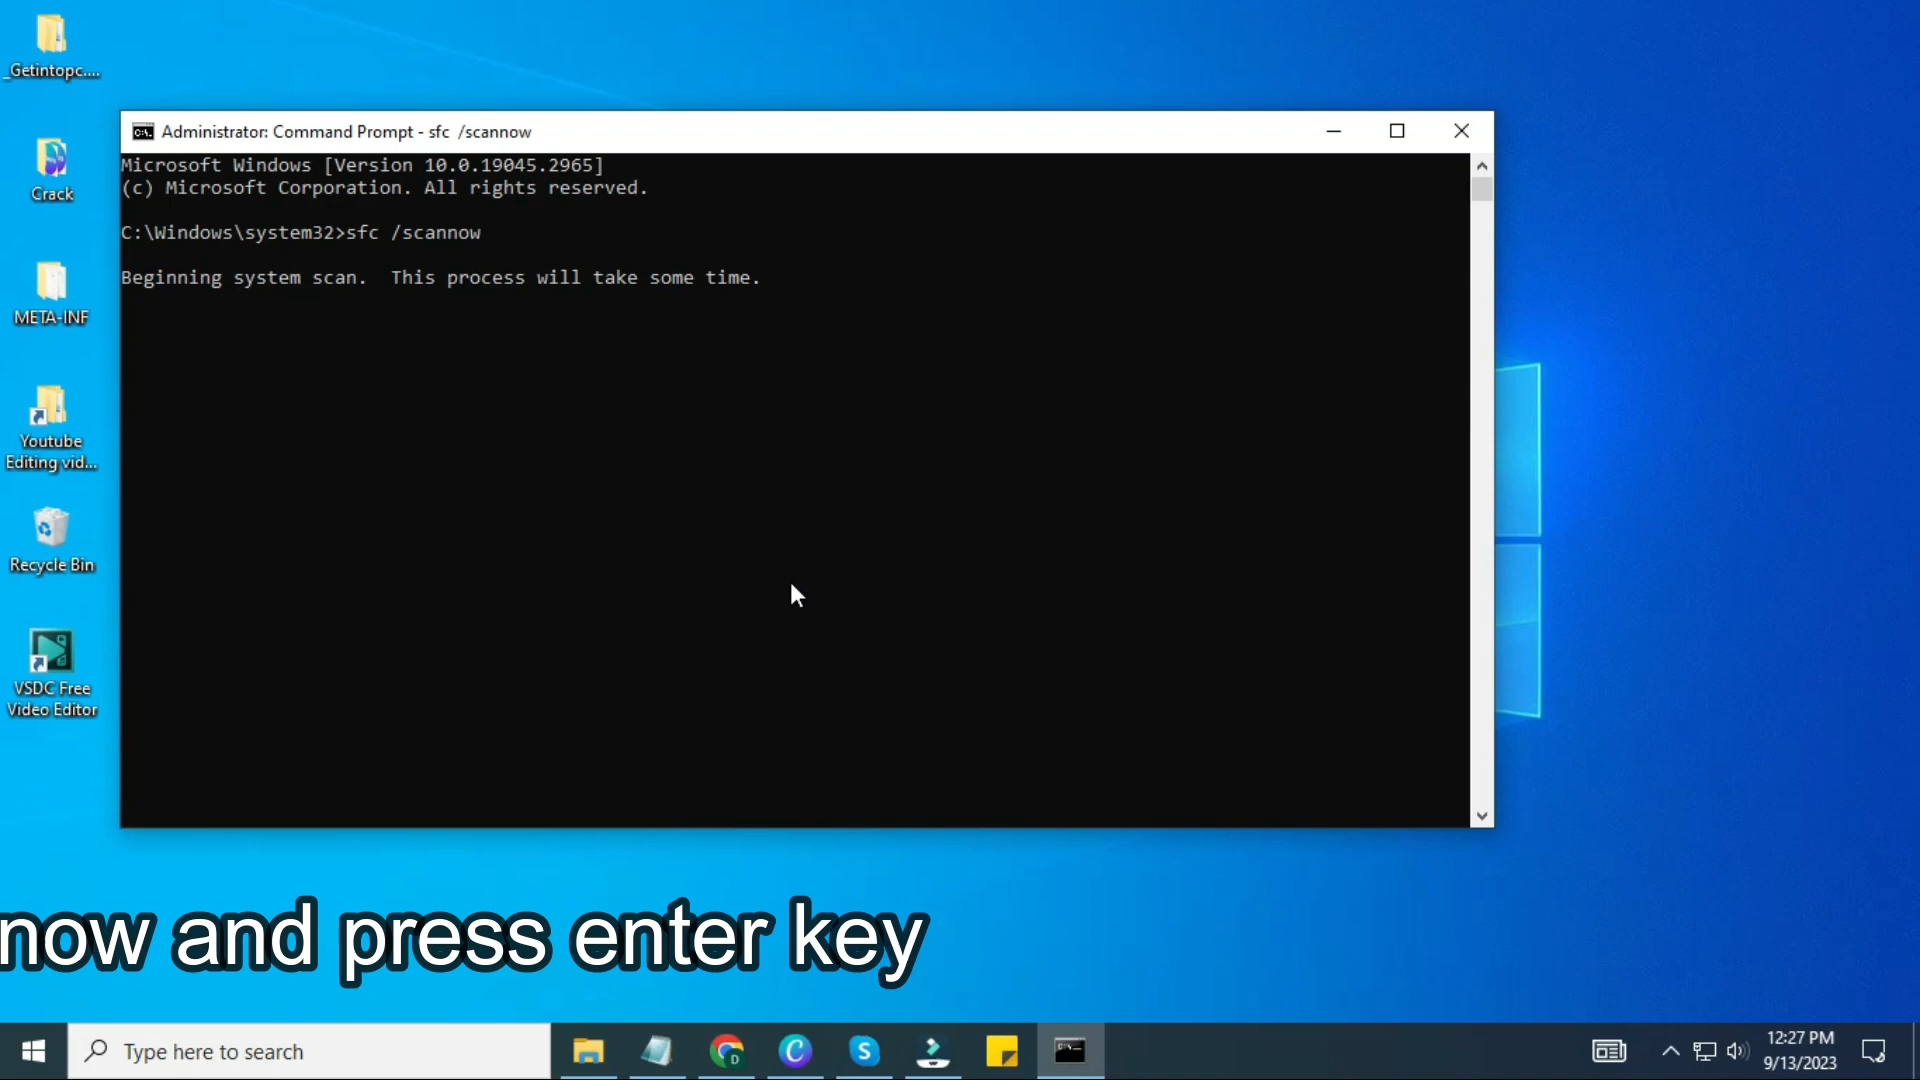 _Getintopc....
Crack
META-INF
Youtube
Editing vid...
Recycle Bin
VSDC Free
Video Editor
Administrator: Command Prompt - sfc  /scannow
Microsoft Windows [Version 10.0.19045.2965]
(c) Microsoft Corporation. All rights reserved.
C:\Windows\system32>sfc /scannow
Beginning system scan.  This process will take some time.
now and press enter key
Type here to search
12:27 PM
9/13/2023